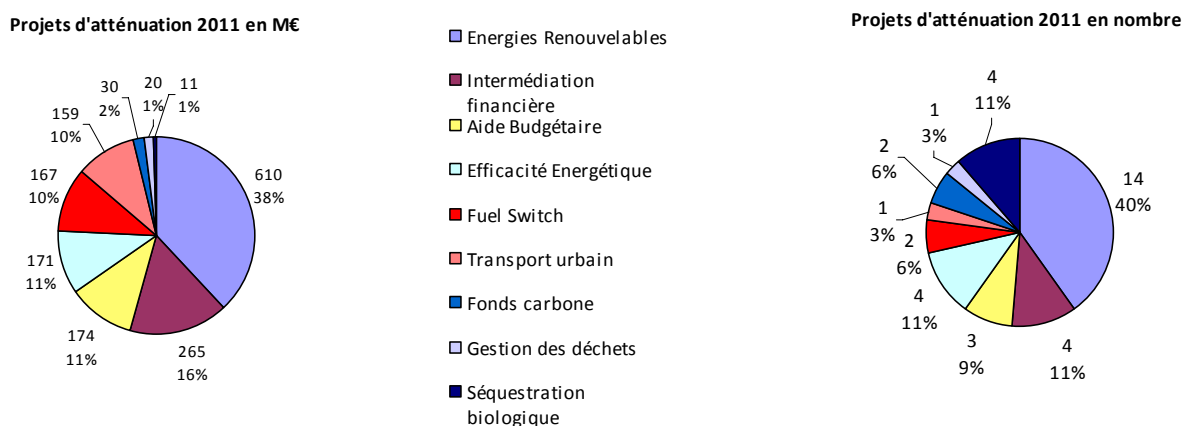 Projets d'atténuation 2011 en M€
610
38%
265
16%
174
11%
171
11%
167
10%
159
10%
30
2%
20
1%
11
1%
Energies Renouvelables
Intermédiation
financière
Aide Budgétaire
Efficacité Energétique
Fuel Switch
Transport urbain
Fonds carbone
Gestion des déchets
Séquestration
biologique
Projets d'atténuation 2011 en nombre
14
40%
4
11%
3
9%
4
11%
2
6%
1
3%
2
6%
1
3%
4
11%